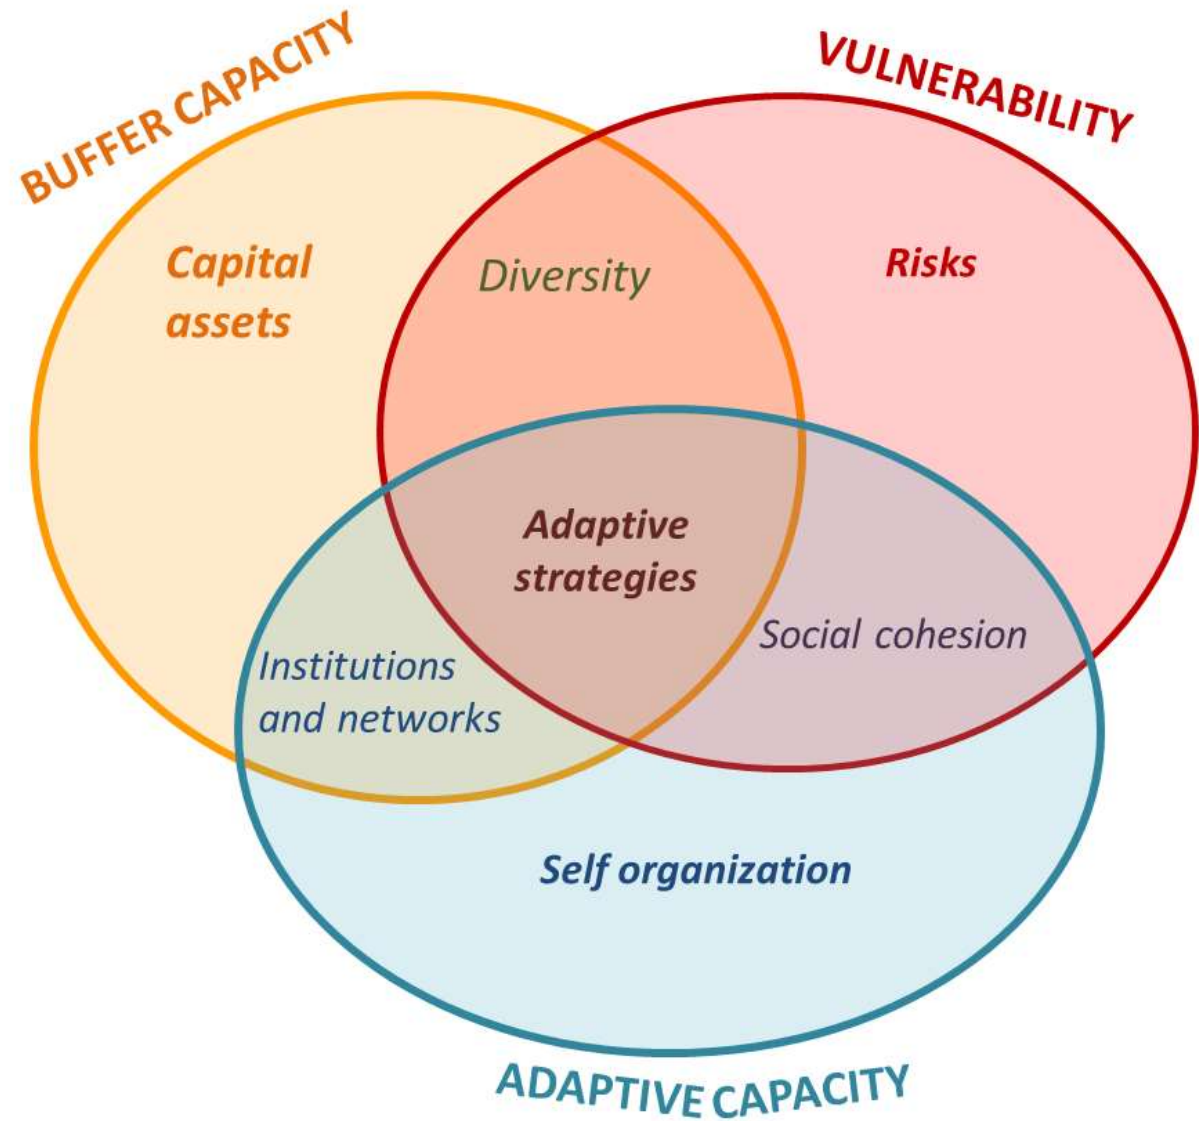 BUFFER CAPACITY
VULNERABILITY
Capital
assets
Diversity
Risks
Adaptive
strategies
Social cohesion
Institutions
and networks
Self organization
ADAPTIVE CAPACITY